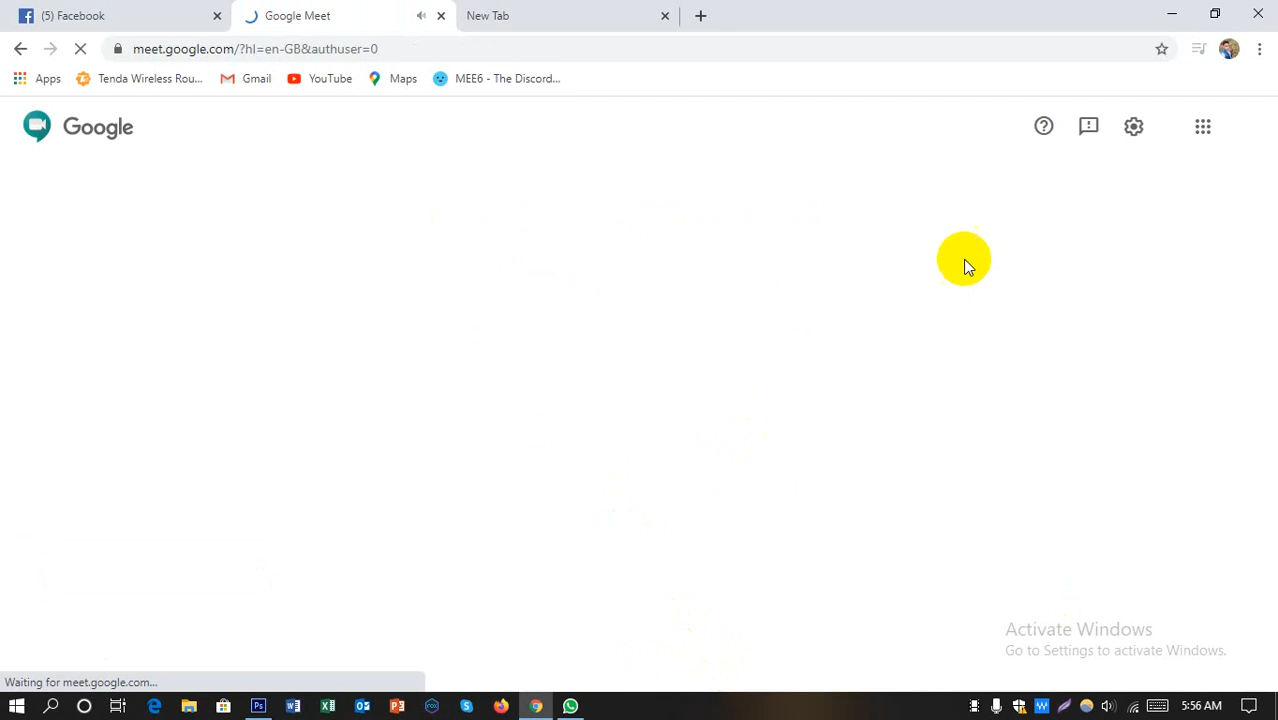 (5) Facebook
Google Meet
New Tab
meet.google.com/?hl=en-GB&authuser=0
Apps
Tenda Wireless Rou...
Gmail
YouTube
Maps
MEE6 - The Discord...
Google
Activate Windows
Go to Settings to activate Windows.
Waiting for meet.google.com...
5:56 AM